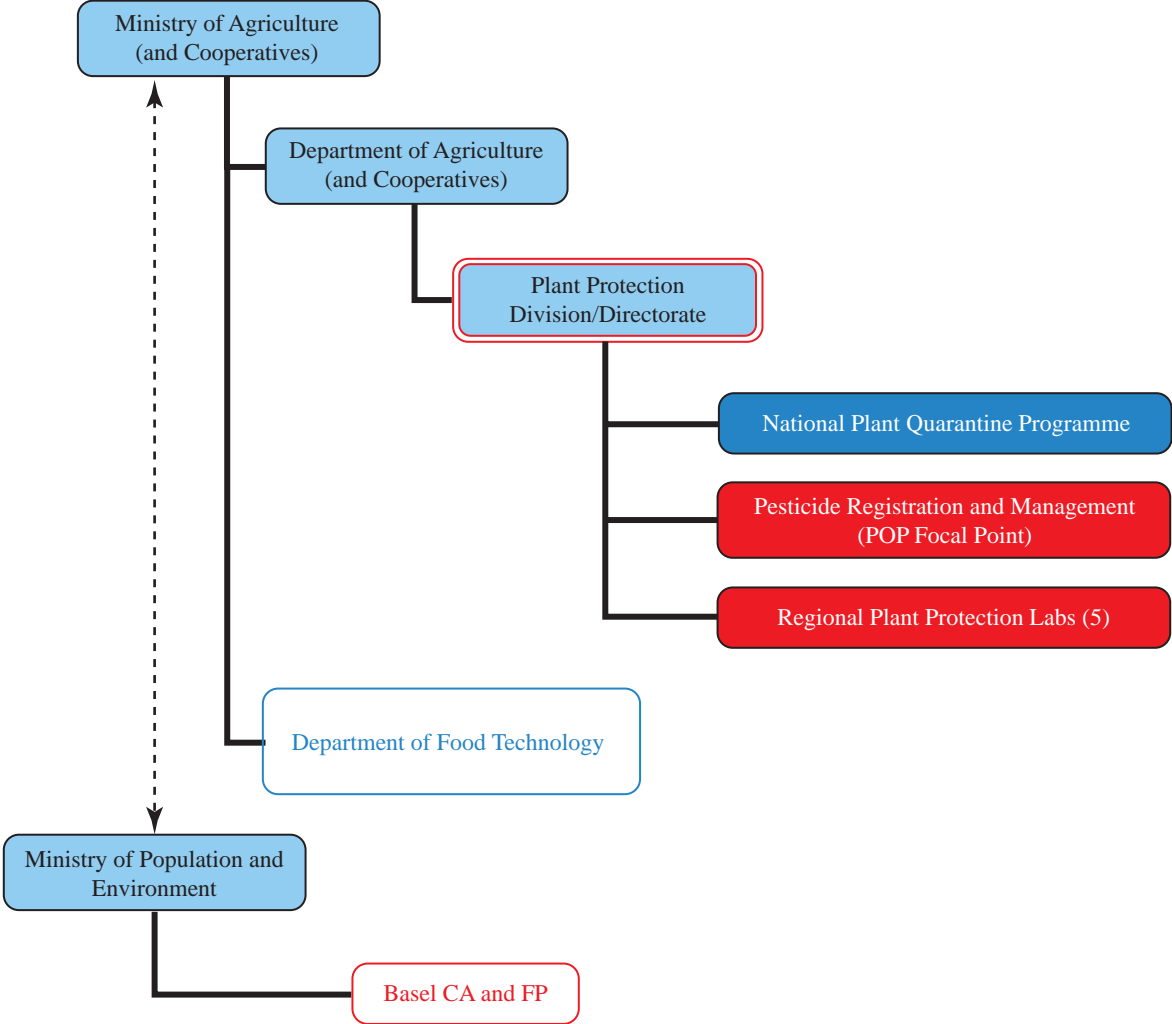 Ministry of Agriculture
(and Cooperatives)
Department of Agriculture
(and Cooperatives)
Plant Protection
Division/Directorate
National Plant Quarantine Programme
Pesticide Registration and Management
(POP Focal Point)
Regional Plant Protection Labs (5)
Department of Food Technology
Ministry of Population and
Environment
Basel CA and FP